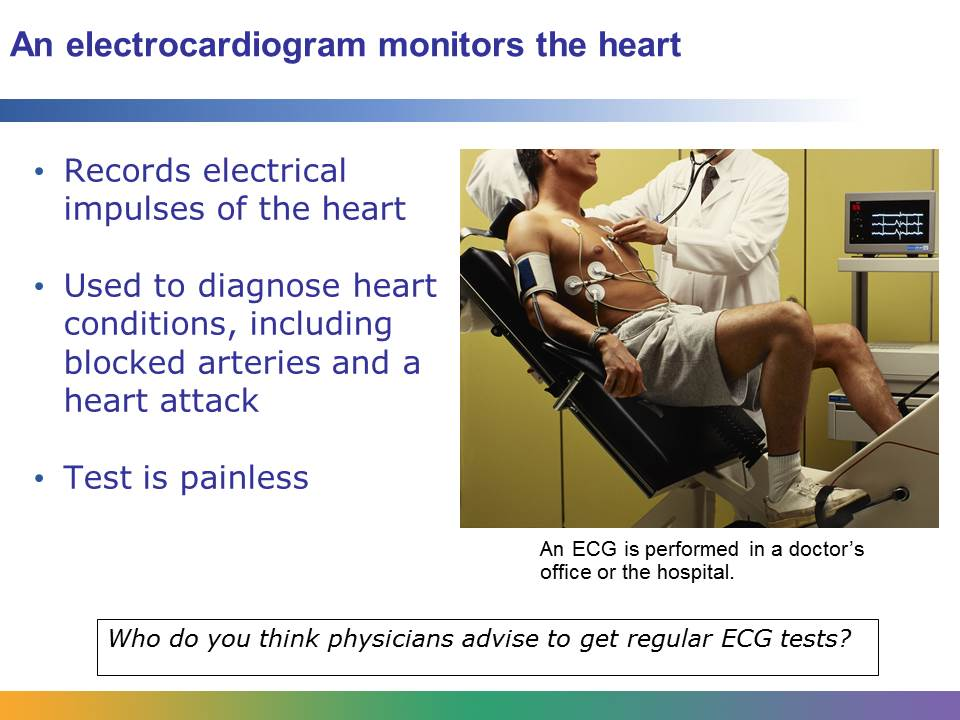 An electrocardiogram monitors the heart
• Records electrical
impulses of the heart
• Used to diagnose heart
conditions, including
blocked arteries and a
heart attack
• Test is painless
An ECG is performed in a doctor’s
office or the hospital.
Who do you think physicians advise to get regular ECG tests?